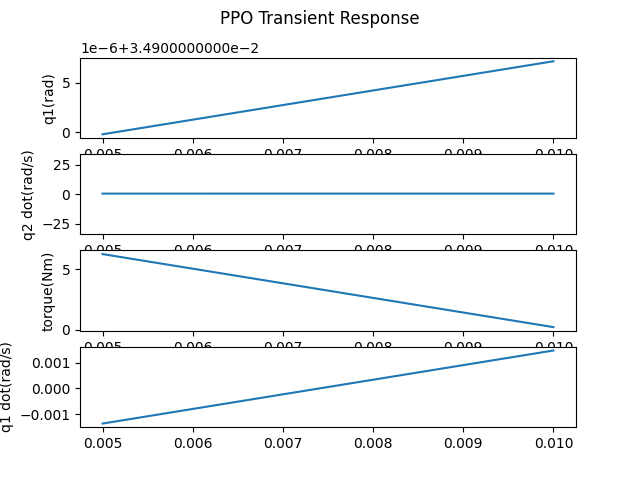 PPO Transient Response
1e-6+3.4900000000e−2
q1(rad)
5
0
0.005 0.006 0.007 0.008 0.009 0.010
q2 dot(rad/s)
25
0
−25
0.005 0.006 0.007 0.008 0.009 0.010
torque(Nm)
5
0
0.005 0.006 0.007 0.008 0.009 0.010
q1 dot(rad/s)
0.001
0.000
−0.001
0.005 0.006 0.007 0.008 0.009 0.010